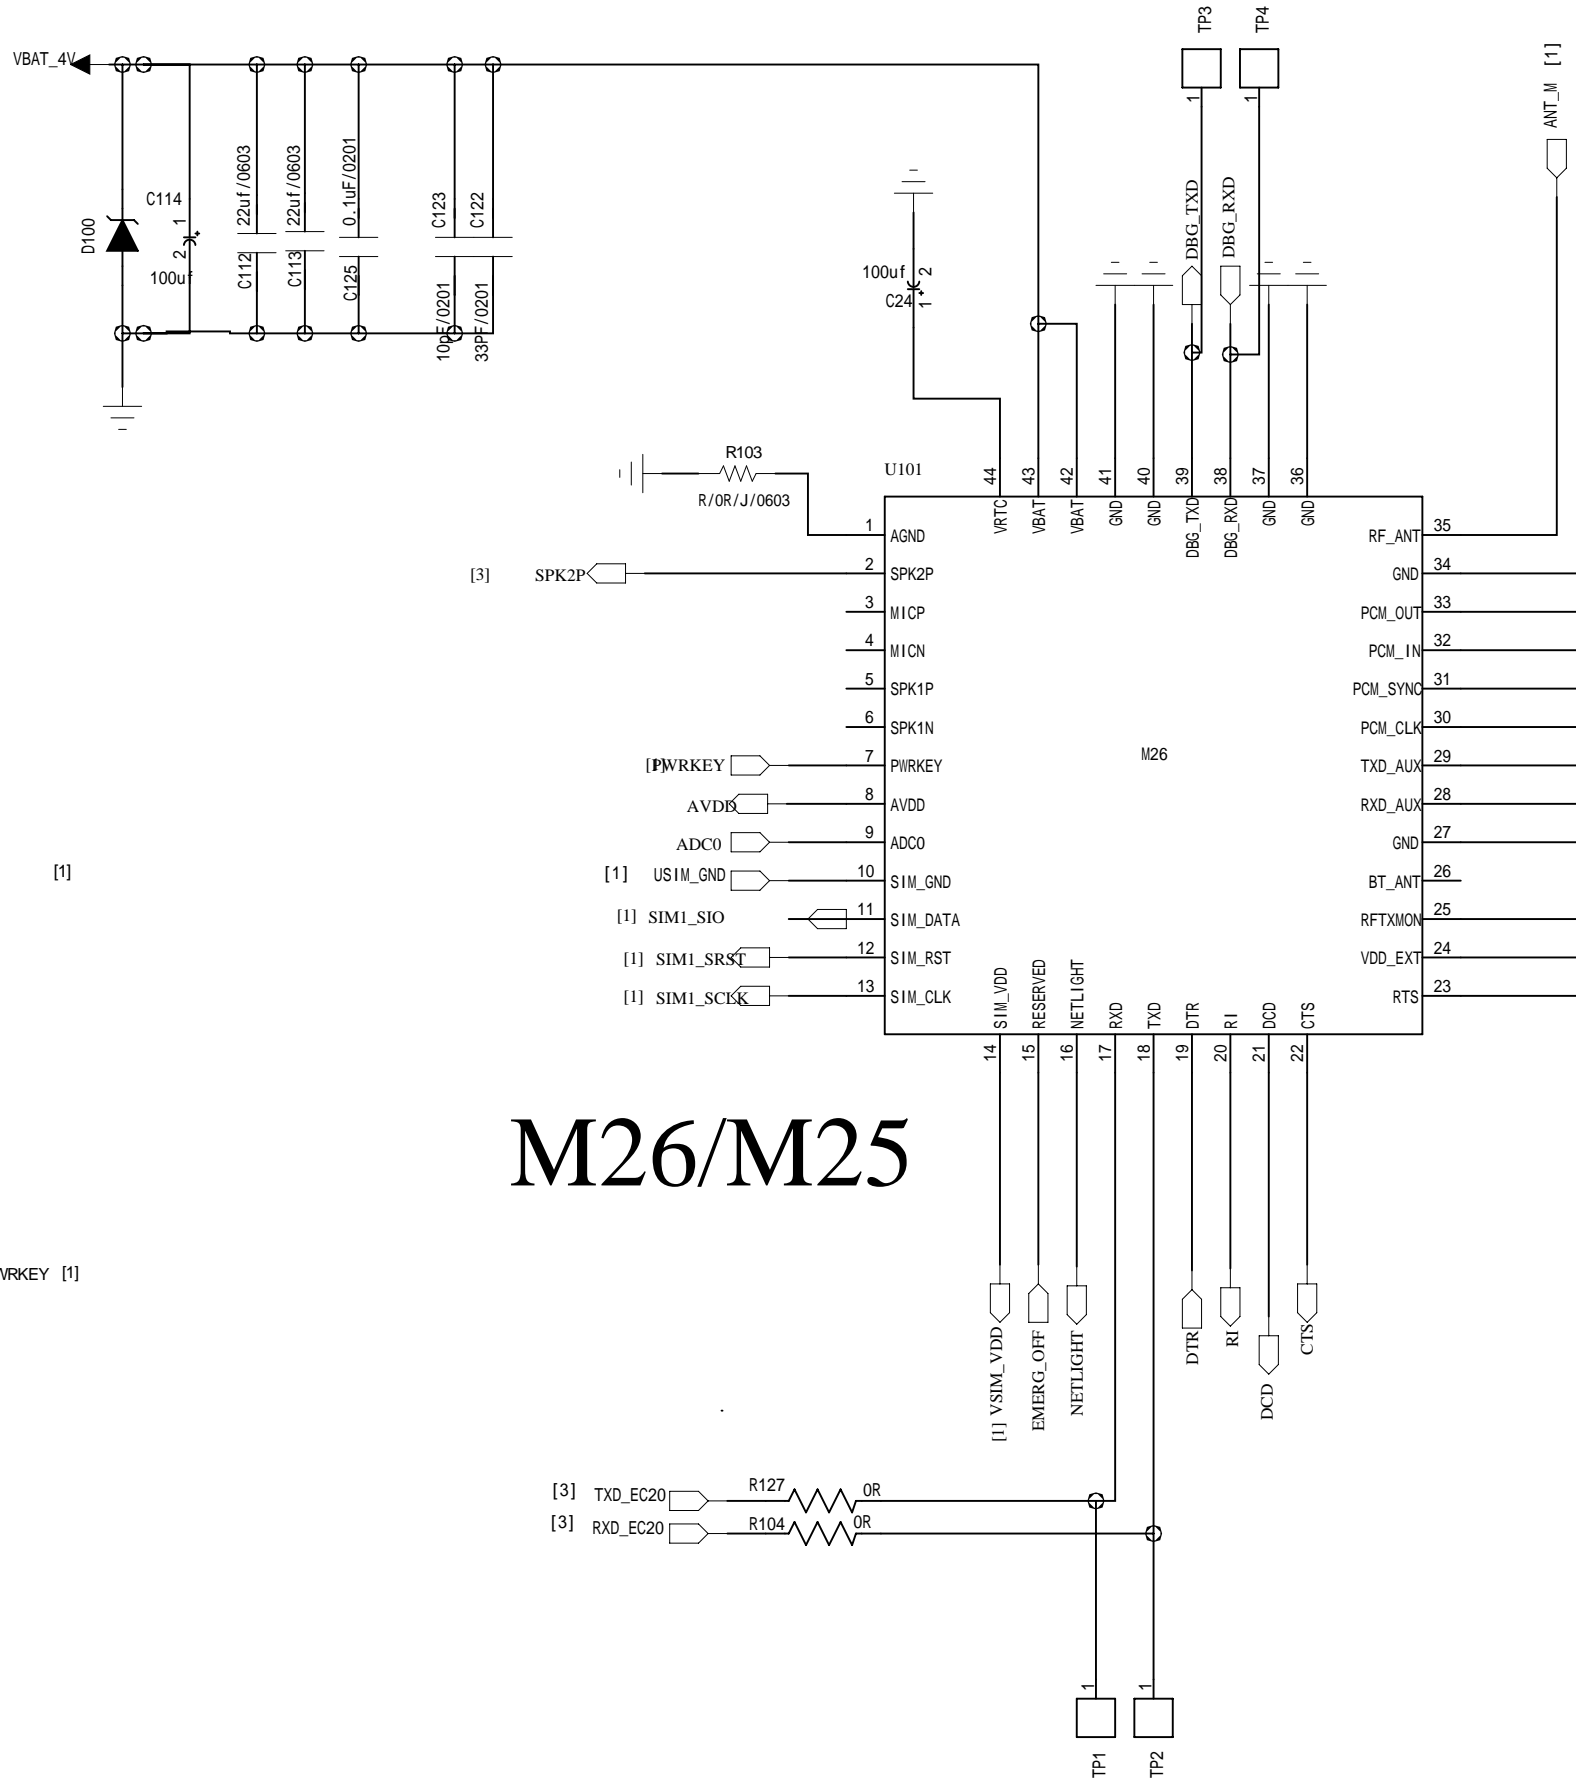 TP3
TP4
VBAT_4V
1
1
ANT_M [1]
D100
C114
1
2
100uf
22uf/0603
C112
22uf/0603
C113
0.1uF/0201
C125
C123
10pF/0201
C122
33PF/0201
100uf
2
C24
1
DBG_TXD
DBG_RXD
R103
R/0R/J/0603
U101
44
43
42
41
40
39
38
37
36
VRTC
VBAT
VBAT
GND
GND
DBG_TXD
DBG_RXD
GND
GND
1 AGND
RF_ANT 35
[3] SPK2P
2 SPK2P
GND 34
3 MICP
PCM_OUT 33
4 MICN
PCM_IN 32
5 SPK1P
PCM_SYNC 31
6 SPK1N
PCM_CLK 30
M26
[1]
PWRKEY
7 PWRKEY
TXD_AUX 29
AVDD
8 AVDD
RXD_AUX 28
ADC0
9 ADC0
GND 27
[1]
[1] USIM_GND
10 SIM_GND
BT_ANT 26
[1] SIM1_SIO
11 SIM_DATA
RFTXMON 25
[1] SIM1_SRST
12 SIM_RST
VDD_EXT 24
[1] SIM1_SCLK
13 SIM_CLK
RTS 23
SIM_VDD
RESERVED
NETLIGHT
RXD
TXD
DTR
RI
DCD
CTS
14
15
16
17
18
19
20
21
22
M26/M25
WRKEY [1]
[1] VSIM_VDD
EMERG_OFF
NETLIGHT
DTR
RI
DCD
CTS
[3] TXD_EC20
R127
0R
[3] RXD_EC20
R104
0R
1
1
TP1
TP2